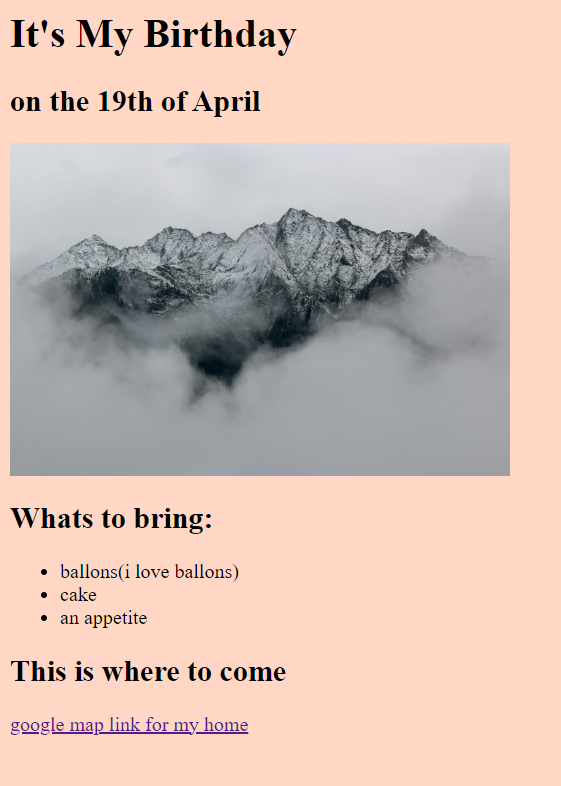 It's My Birthday
on the 19th of April
Whats to bring:
ballons(i love ballons)
cake
an appetite
This is where to come
google map link for my home